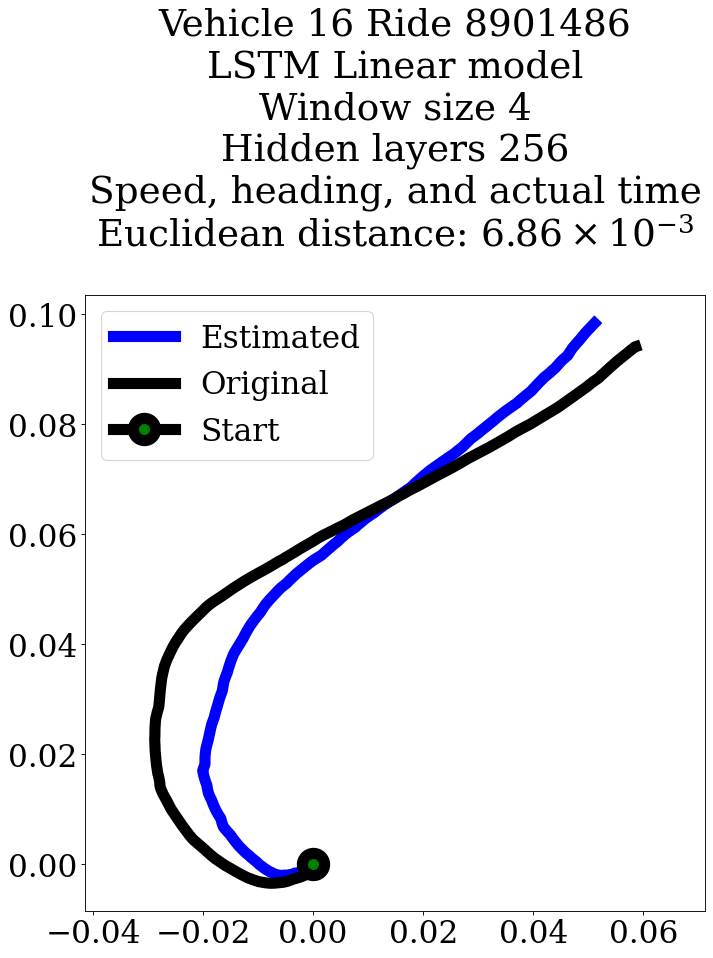 Vehicle 16 Ride 8901486
LSTM Linear model
Window size 4
Hidden layers 256
Speed, heading, and actual time
Euclidean distance: 6.86 × 10⁻³
Estimated
Original
Start
0.10
0.08
0.06
0.04
0.02
0.00
−0.04 −0.02 0.00 0.02 0.04 0.06